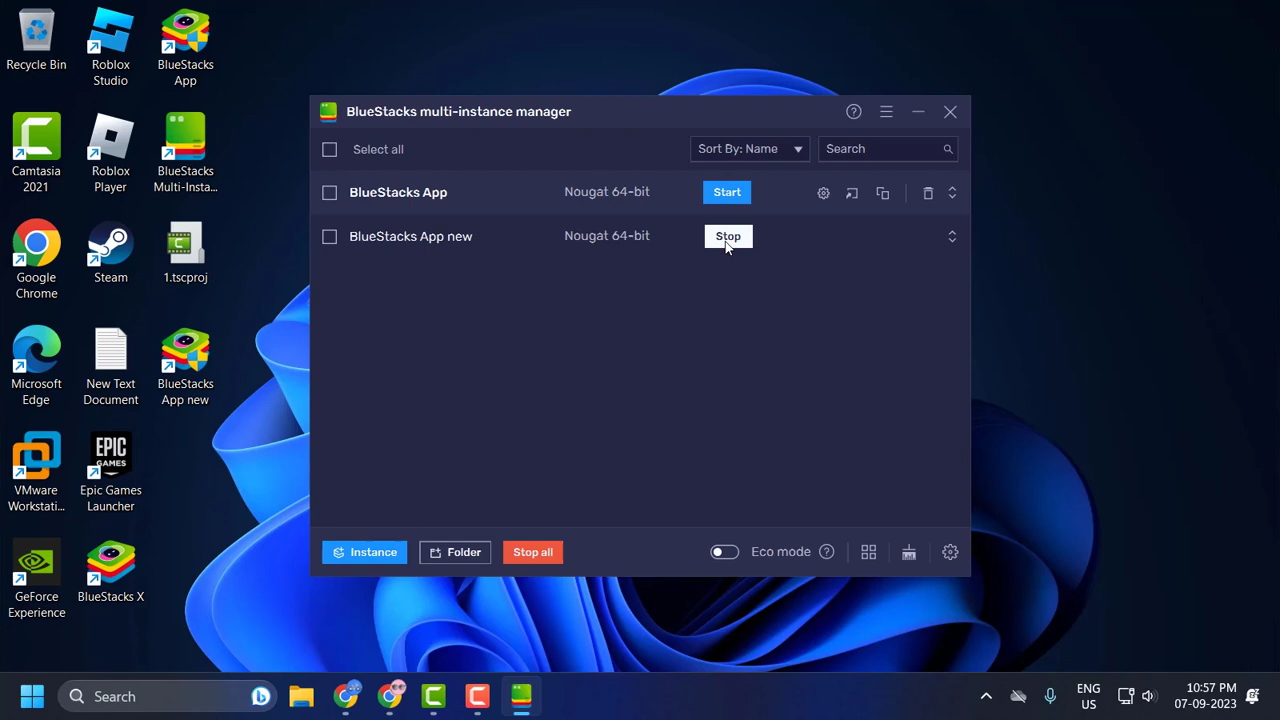 Recycle Bin
Roblox
Studio
BlueStacks
App
Camtasia
2021
Roblox
Player
BlueStacks
Multi-Insta...
Google
Chrome
Steam
1.tscproj
Microsoft
Edge
New Text
Document
BlueStacks
App new
VMware
Workstati...
EPIC
GAMES
Epic Games
Launcher
GeForce
Experience
BlueStacks X
BlueStacks multi-instance manager
Select all
Sort By: Name
Search
BlueStacks App
Nougat 64-bit
Start
BlueStacks App new
Nougat 64-bit
Stop
Instance
Folder
Stop all
Eco mode
Search
ENG
US
10:57 PM
07-09-2023